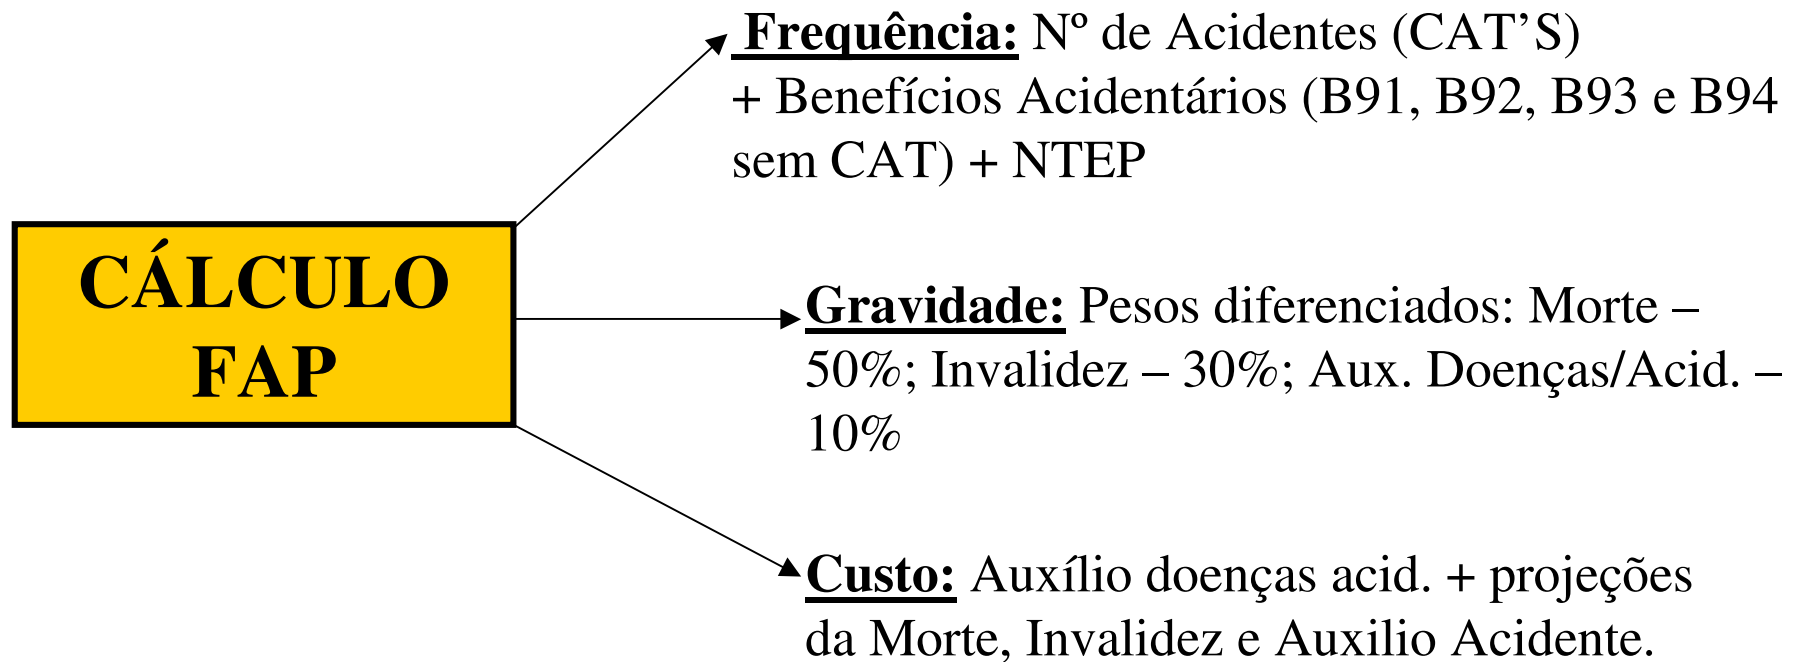 Frequência: Nº de Acidentes (CAT’S)
+ Benefícios Acidentários (B91, B92, B93 e B94
sem CAT) + NTEP
CÁLCULO
FAP
Gravidade: Pesos diferenciados: Morte –
50%; Invalidez – 30%; Aux. Doenças/Acid. –
10%
Custo: Auxílio doenças acid. + projeções
da Morte, Invalidez e Auxilio Acidente.